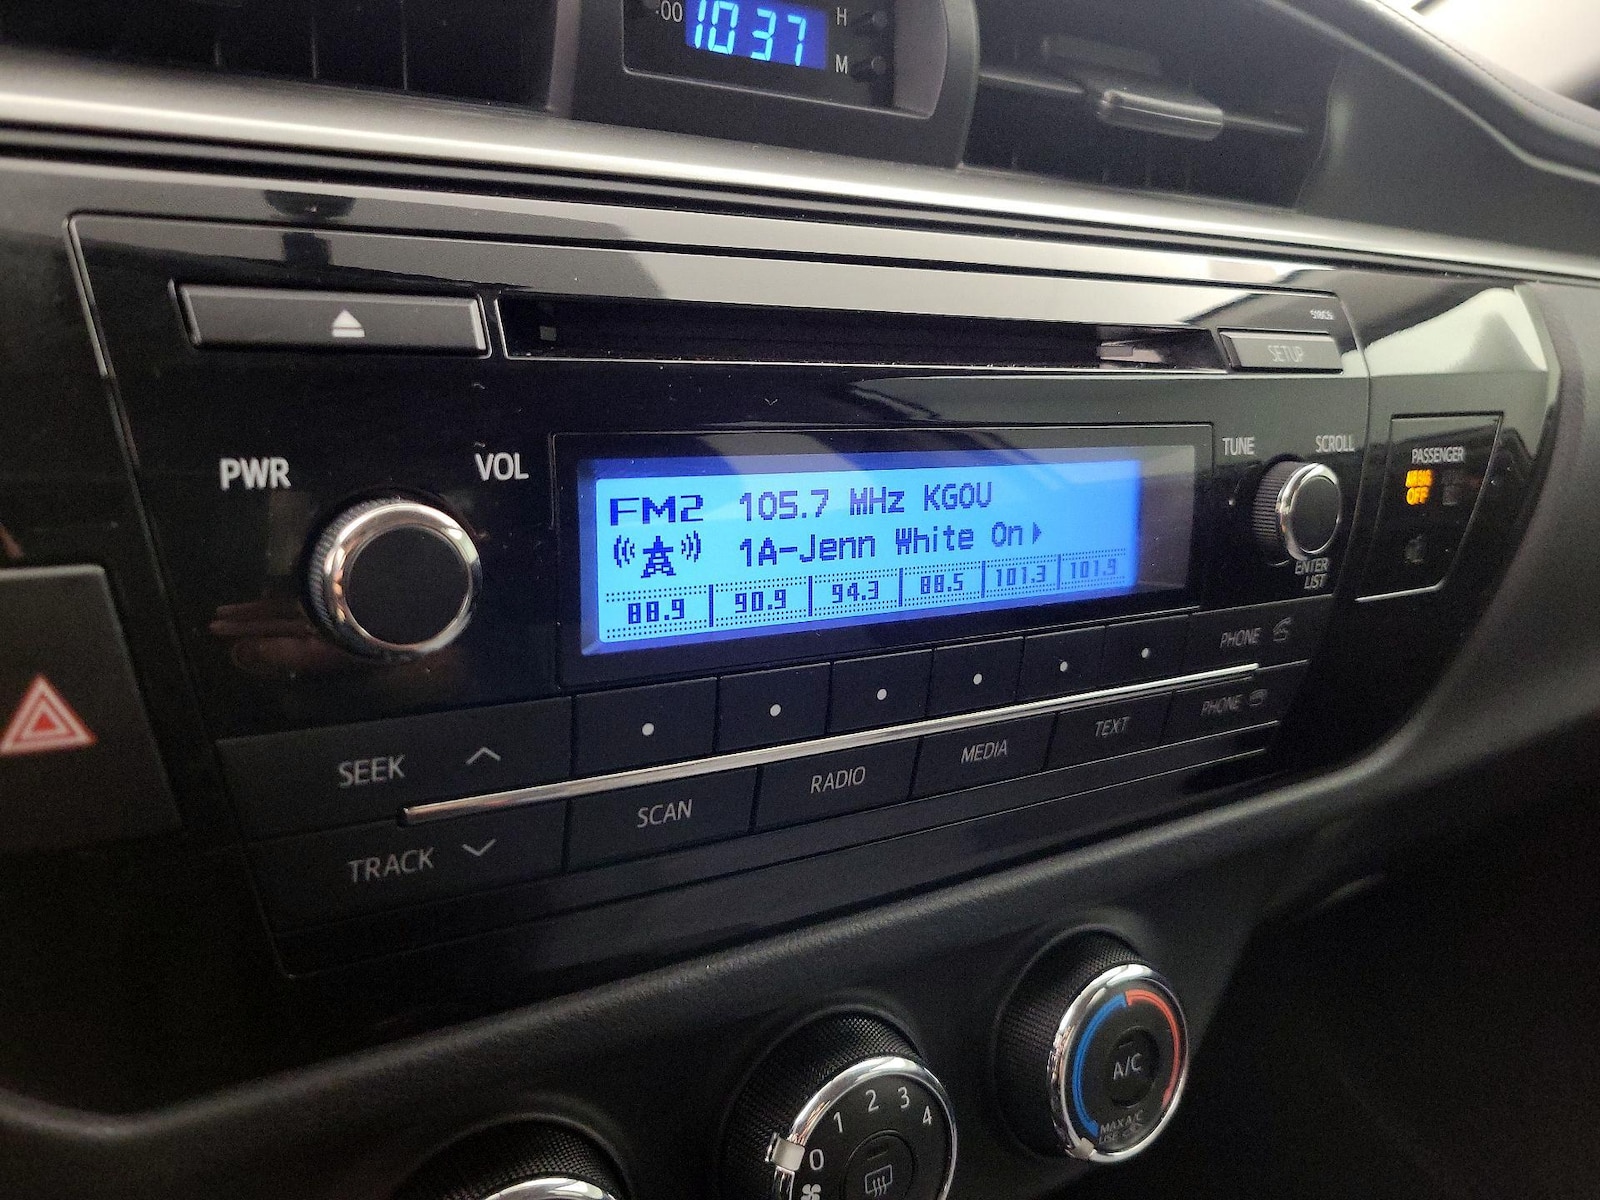 :00
10 37
H
M
SETUP
PWR
VOL
TUNE
SCROLL
FM2 105.7 MHz KGOU
1A-Jenn White On
88.9 90.9 94.3 88.5 101.3 101.9
ENTER
LIST
PASSENGER
OFF
PHONE
PHONE
SEEK
TRACK
SCAN
RADIO
MEDIA
TEXT
0 1 2 3 4
A/C
MAX A/C